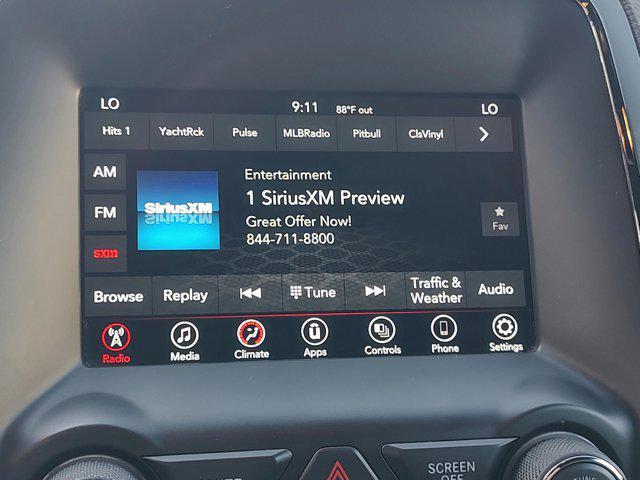 LO 9:11 88°F out LO
Hits 1 YachtRck Pulse MLBRadio Pitbull ClsVinyl
AM
FM
sxm
SiriusXM
Entertainment
1 SiriusXM Preview
Great Offer Now!
844-711-8800
Fav
Browse Replay Tune Traffic & Weather Audio
Radio Media Climate Apps Controls Phone Settings
SCREEN
OFF